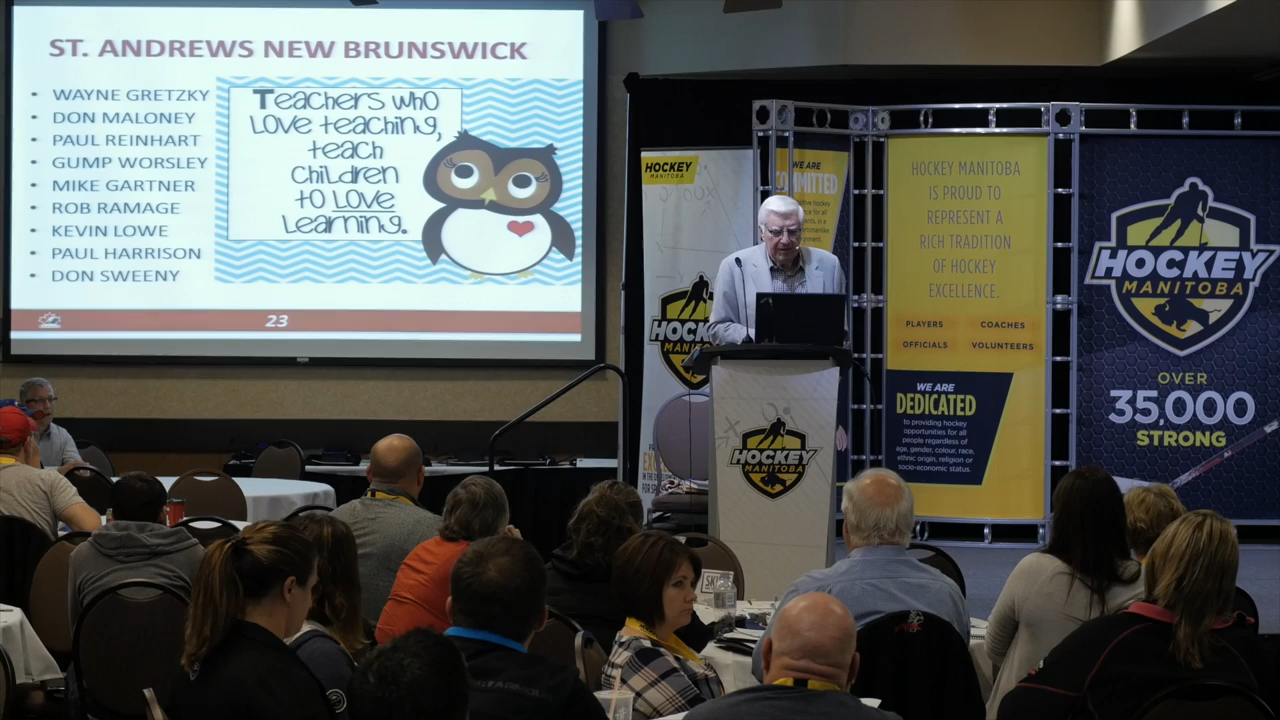 ST. ANDREWS NEW BRUNSWICK
• WAYNE GRETZKY
• DON MALONEY
• PAUL REINHART
• GUMP WORSLEY
• MIKE GARTNER
• ROB RAMAGE
• KEVIN LOWE
• PAUL HARRISON
• DON SWEENY
Teachers who
love teaching,
teach
children
to love
learning.
23
HOCKEY
MANITOBA
HOCKEY
MANITOBA
WE ARE
COMMITTED
HOCKEY MANITOBA
IS PROUD TO
REPRESENT A
RICH TRADITION
OF HOCKEY
EXCELLENCE.
PLAYERS COACHES
OFFICIALS VOLUNTEERS
WE ARE
DEDICATED
to providing hockey
opportunities for all
people regardless of
age, gender, colour, race,
ethnic origin, religion or
socio-economic status.
HOCKEY
MANITOBA
OVER
35,000
STRONG